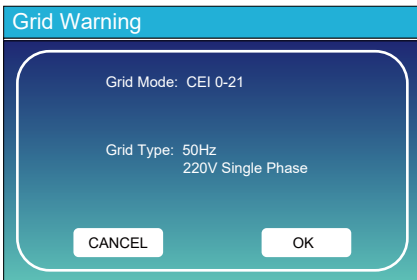 Grid Warning
Grid Mode: CEI 0-21
Grid Type: 50Hz
220V Single Phase
CANCEL OK